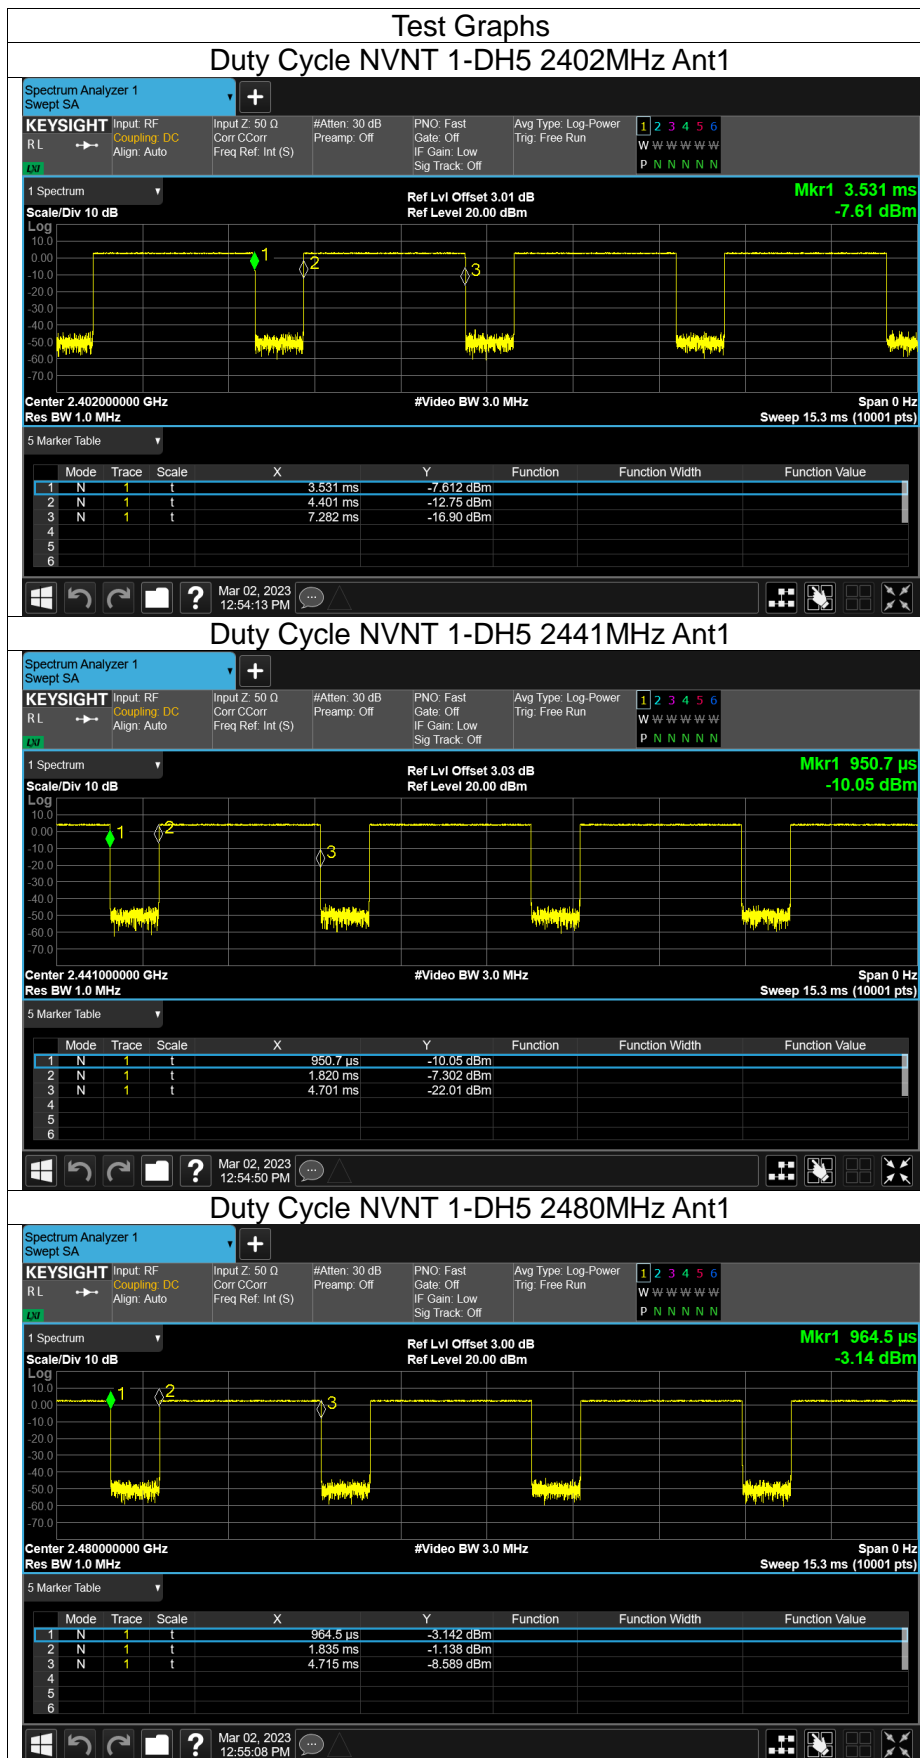 Test Graphs
Duty Cycle NVNT 1-DH5 2402MHz Ant1
Spectrum Analyzer 1
Swept SA
KEYSIGHT Input: RF Input Z: 50 Ω #Atten: 30 dB PNO: Fast Avg Type: Log-Power 1 2 3 4 5 6
RL Coupling: DC Corr CCorr Preamp: Off Gate: Off Trig: Free Run W W W W W W
Align: Auto Freq Ref: Int (S) IF Gain: Low
LXI Sig Track: Off P N N N N N
1 Spectrum Ref Lvl Offset 3.01 dB Mkr1 3.531 ms
Scale/Div 10 dB Ref Level 20.00 dBm -7.61 dBm
Log
10.0
0.00
-10.0
-20.0
-30.0
-40.0
-50.0
-60.0
-70.0
1
2
3
Center 2.402000000 GHz #Video BW 3.0 MHz Span 0 Hz
Res BW 1.0 MHz Sweep 15.3 ms (10001 pts)
5 Marker Table
Mode Trace Scale X Y Function Function Width Function Value
1 N 1 t 3.531 ms -7.612 dBm
2 N 1 t 4.401 ms -12.75 dBm
3 N 1 t 7.282 ms -16.90 dBm
4
5
6
? Mar 02, 2023
12:54:13 PM
Duty Cycle NVNT 1-DH5 2441MHz Ant1
Spectrum Analyzer 1
Swept SA
KEYSIGHT Input: RF Input Z: 50 Ω #Atten: 30 dB PNO: Fast Avg Type: Log-Power 1 2 3 4 5 6
RL Coupling: DC Corr CCorr Preamp: Off Gate: Off Trig: Free Run W W W W W W
Align: Auto Freq Ref: Int (S) IF Gain: Low
LXI Sig Track: Off P N N N N N
1 Spectrum Ref Lvl Offset 3.03 dB Mkr1 950.7 µs
Scale/Div 10 dB Ref Level 20.00 dBm -10.05 dBm
Log
10.0
0.00
-10.0
-20.0
-30.0
-40.0
-50.0
-60.0
-70.0
1
2
3
Center 2.441000000 GHz #Video BW 3.0 MHz Span 0 Hz
Res BW 1.0 MHz Sweep 15.3 ms (10001 pts)
5 Marker Table
Mode Trace Scale X Y Function Function Width Function Value
1 N 1 t 950.7 µs -10.05 dBm
2 N 1 t 1.820 ms -7.302 dBm
3 N 1 t 4.701 ms -22.01 dBm
4
5
6
? Mar 02, 2023
12:54:50 PM
Duty Cycle NVNT 1-DH5 2480MHz Ant1
Spectrum Analyzer 1
Swept SA
KEYSIGHT Input: RF Input Z: 50 Ω #Atten: 30 dB PNO: Fast Avg Type: Log-Power 1 2 3 4 5 6
RL Coupling: DC Corr CCorr Preamp: Off Gate: Off Trig: Free Run W W W W W W
Align: Auto Freq Ref: Int (S) IF Gain: Low
LXI Sig Track: Off P N N N N N
1 Spectrum Ref Lvl Offset 3.00 dB Mkr1 964.5 µs
Scale/Div 10 dB Ref Level 20.00 dBm -3.14 dBm
Log
10.0
0.00
-10.0
-20.0
-30.0
-40.0
-50.0
-60.0
-70.0
1
2
3
Center 2.480000000 GHz #Video BW 3.0 MHz Span 0 Hz
Res BW 1.0 MHz Sweep 15.3 ms (10001 pts)
5 Marker Table
Mode Trace Scale X Y Function Function Width Function Value
1 N 1 t 964.5 µs -3.142 dBm
2 N 1 t 1.835 ms -1.138 dBm
3 N 1 t 4.715 ms -8.589 dBm
4
5
6
? Mar 02, 2023
12:55:08 PM